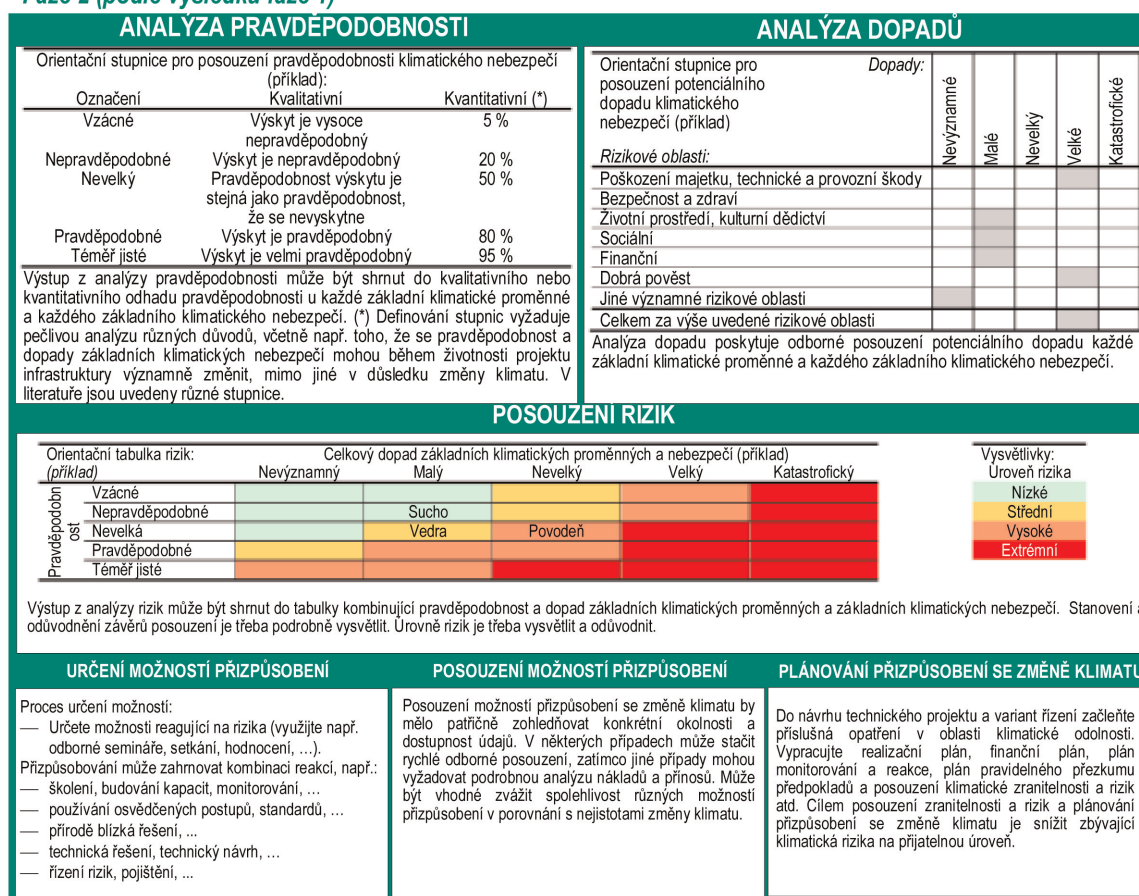 ANALÝZA PRAVDĚPODOBNOSTI
Orientační stupnice pro posouzení pravděpodobnosti klimatického nebezpečí
(příklad):
Označení Kvalitativní Kvantitativní (*)
Vzácné Výskyt je vysoce 5 %
nepravděpodobný
Nepravděpodobné Výskyt je nepravděpodobný 20 %
Nevelký Pravděpodobnost výskytu je 50 %
stejná jako pravděpodobnost,
že se nevyskytne
Pravděpodobné Výskyt je pravděpodobný 80 %
Téměř jisté Výskyt je velmi pravděpodobný 95 %
Výstup z analýzy pravděpodobnosti může být shrnut do kvalitativního nebo
kvantitativního odhadu pravděpodobnosti u každé základní klimatické proměnné
a každého základního klimatického nebezpečí. (*) Definování stupnic vyžaduje
pečlivou analýzu různých důvodů, včetně např. toho, že se pravděpodobnost a
dopady základních klimatických nebezpečí mohou během životnosti projektu
infrastruktury významně změnit, mimo jiné v důsledku změny klimatu. V
literatuře jsou uvedeny různé stupnice.
ANALÝZA DOPADŮ
Orientační stupnice pro Dopady:
posouzení potenciálního
dopadu klimatického
nebezpečí (příklad)
Nevýznamné
Malé
Nevelký
Velké
Katastrofické
Rizikové oblasti:
Poškození majetku, technické a provozní škody
Bezpečnost a zdraví
Životní prostředí, kulturní dědictví
Sociální
Finanční
Dobrá pověst
Jiné významné rizikové oblasti
Celkem za výše uvedené rizikové oblasti
Analýza dopadu poskytuje odborné posouzení potenciálního dopadu každé
základní klimatické proměnné a každého základního klimatického nebezpečí.
POSOUZENÍ RIZIK
Orientační tabulka rizik: Celkový dopad základních klimatických proměnných a nebezpečí (příklad)
(příklad) Nevýznamný Malý Nevelký Velký Katastrofický
Pravděpodobn
ost
Vzácné
Nepravděpodobné Sucho
Nevelká Vedra Povodeň
Pravděpodobné
Téměř jisté
Vysvětlivky:
Úroveň rizika
Nízké
Střední
Vysoké
Extrémní
Výstup z analýzy rizik může být shrnut do tabulky kombinující pravděpodobnost a dopad základních klimatických proměnných a základních klimatických nebezpečí. Stanovení a
odůvodnění závěrů posouzení je třeba podrobně vysvětlit. Úrovně rizik je třeba vysvětlit a odůvodnit.
URČENÍ MOŽNOSTÍ PŘIZPŮSOBENÍ
Proces určení možností:
— Určete možnosti reagující na rizika (využijte např.
odborné semináře, setkání, hodnocení, …).
Přizpůsobování může zahrnovat kombinaci reakcí, např.:
— školení, budování kapacit, monitorování, …
— používání osvědčených postupů, standardů, …
— přírodě blízká řešení, ...
— technická řešení, technický návrh, …
— řízení rizik, pojištění, ...
POSOUZENÍ MOŽNOSTÍ PŘIZPŮSOBENÍ
Posouzení možností přizpůsobení se změně klimatu by
mělo patřičně zohledňovat konkrétní okolnosti a
dostupnost údajů. V některých případech může stačit
rychlé odborné posouzení, zatímco jiné případy mohou
vyžadovat podrobnou analýzu nákladů a přínosů. Může
být vhodné zvážit spolehlivost různých možností
přizpůsobení v porovnání s nejistotami změny klimatu.
PLÁNOVÁNÍ PŘIZPŮSOBENÍ SE ZMĚNĚ KLIMATU
Do návrhu technického projektu a variant řízení začleňte
příslušná opatření v oblasti klimatické odolnosti.
Vypracujte realizační plán, finanční plán, plán
monitorování a reakce, plán pravidelného přezkumu
předpokladů a posouzení klimatické zranitelnosti a rizik
atd. Cílem posouzení zranitelnosti a rizik a plánování
přizpůsobení se změně klimatu je snížit zbývající
klimatická rizika na přijatelnou úroveň.